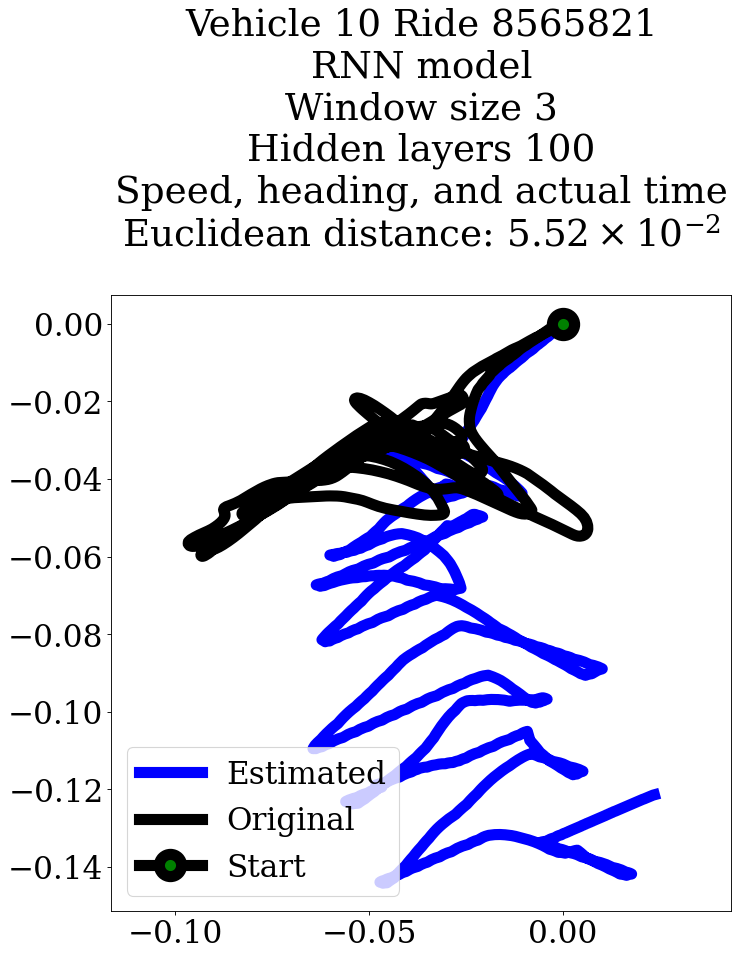 Vehicle 10 Ride 8565821
RNN model
Window size 3
Hidden layers 100
Speed, heading, and actual time
Euclidean distance: 5.52 × 10⁻²
0.00
−0.02
−0.04
−0.06
−0.08
−0.10
−0.12
−0.14
Estimated
Original
Start
−0.10 −0.05 0.00